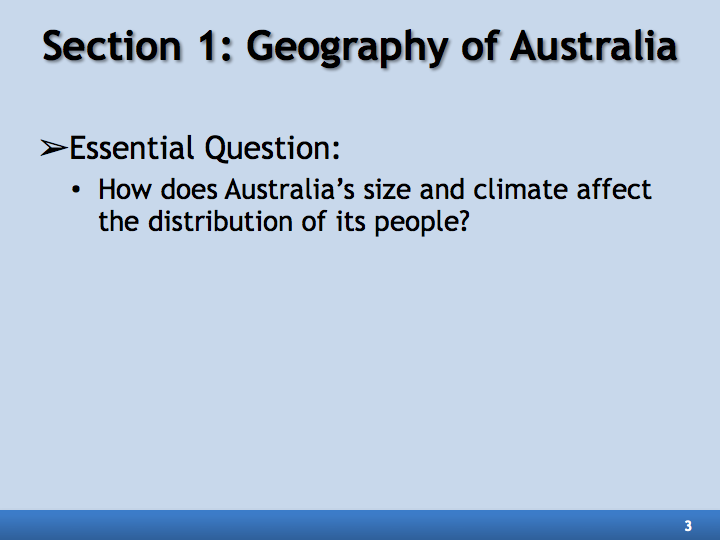 Section 1: Geography of Australia
➢Essential Question:
• How does Australia’s size and climate affect
the distribution of its people?
3